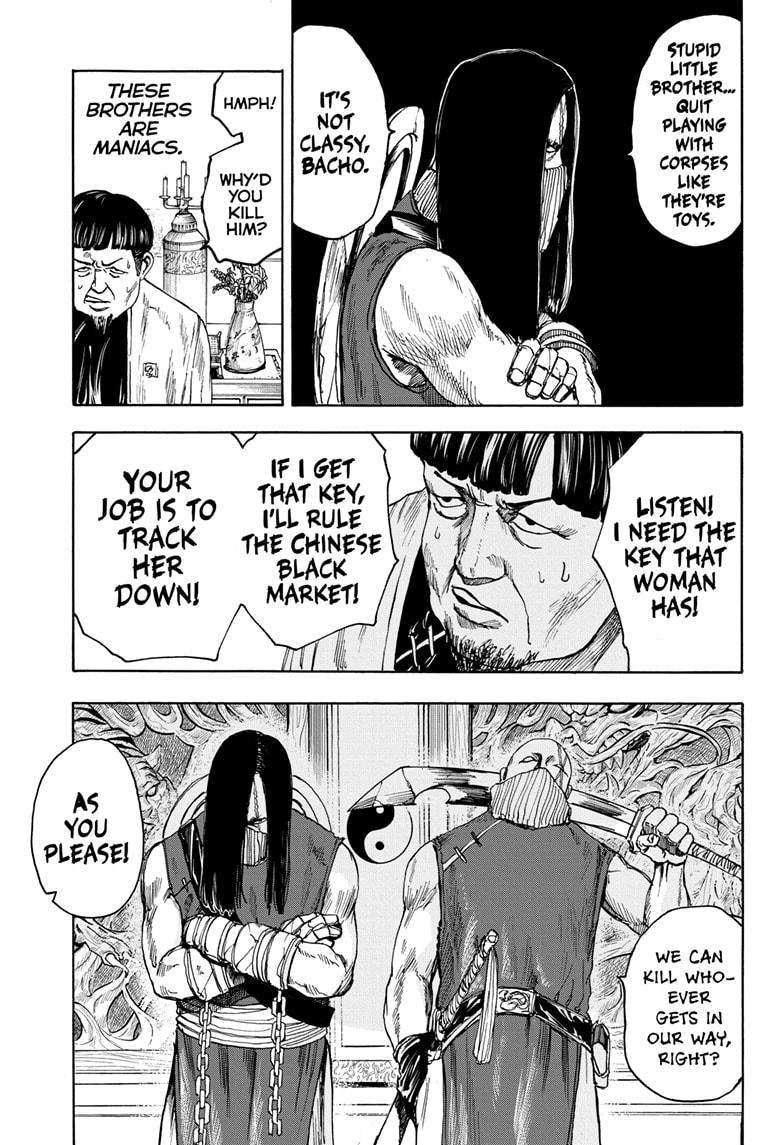 STUPID
LITTLE
BROTHER...
QUIT
PLAYING
WITH
CORPSES
LIKE
THEY'RE
TOYS.
IT'S
NOT
CLASSY,
BACHO.
HMPH!
WHY'D
YOU
KILL
HIM?
THESE
BROTHERS
ARE
MANIACS.
LISTEN!
I NEED THE
KEY THAT
WOMAN
HAS!
IF I GET
THAT KEY,
I'LL RULE
THE CHINESE
BLACK
MARKET!
YOUR
JOB IS TO
TRACK
HER
DOWN!
WE CAN
KILL WHO-
EVER
GETS IN
OUR WAY,
RIGHT?
AS
YOU
PLEASE!